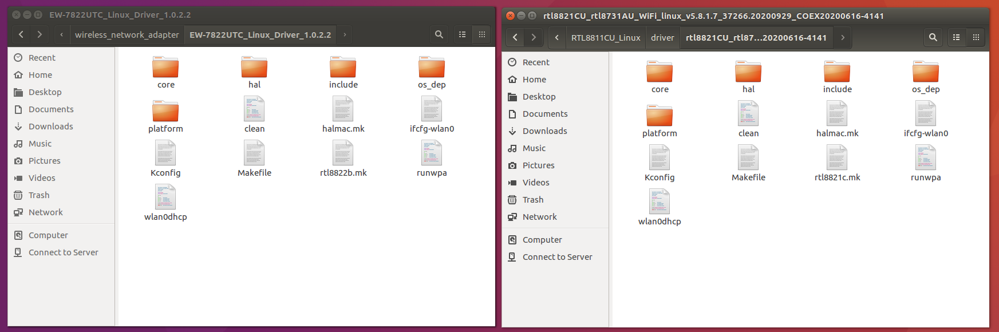 EW-7822UTC_Linux_Driver_1.0.2.2
wireless_network_adapter EW-7822UTC_Linux_Driver_1.0.2.2
Recent
Home
Desktop
Documents
Downloads
Music
Pictures
Videos
Trash
Network
Computer
Connect to Server
core hal include os_dep
platform clean halmac.mk ifcfg-wlan0
Kconfig Makefile rtl8822b.mk runwpa
wlan0dhcp
rtl8821CU_rtl8731AU_WiFi_linux_v5.8.1.7_37266.20200929_COEX20200616-4141
RTL8811CU_Linux driver rtl8821CU_rtl87...20200616-4141
Recent
Home
Desktop
Documents
Downloads
Music
Pictures
Videos
Trash
Network
Computer
Connect to Server
core hal include os_dep
platform clean halmac.mk ifcfg-wlan0
Kconfig Makefile rtl8821c.mk runwpa
wlan0dhcp